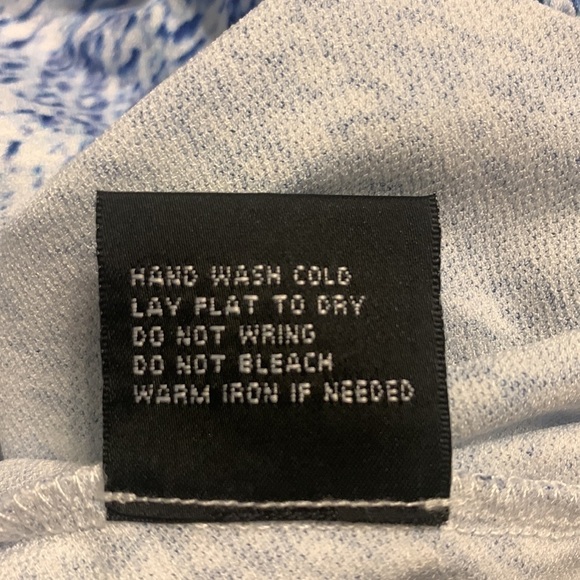 HAND WASH COLD
LAY FLAT TO DRY
DO NOT WRING
DO NOT BLEACH
WARM IRON IF NEEDED